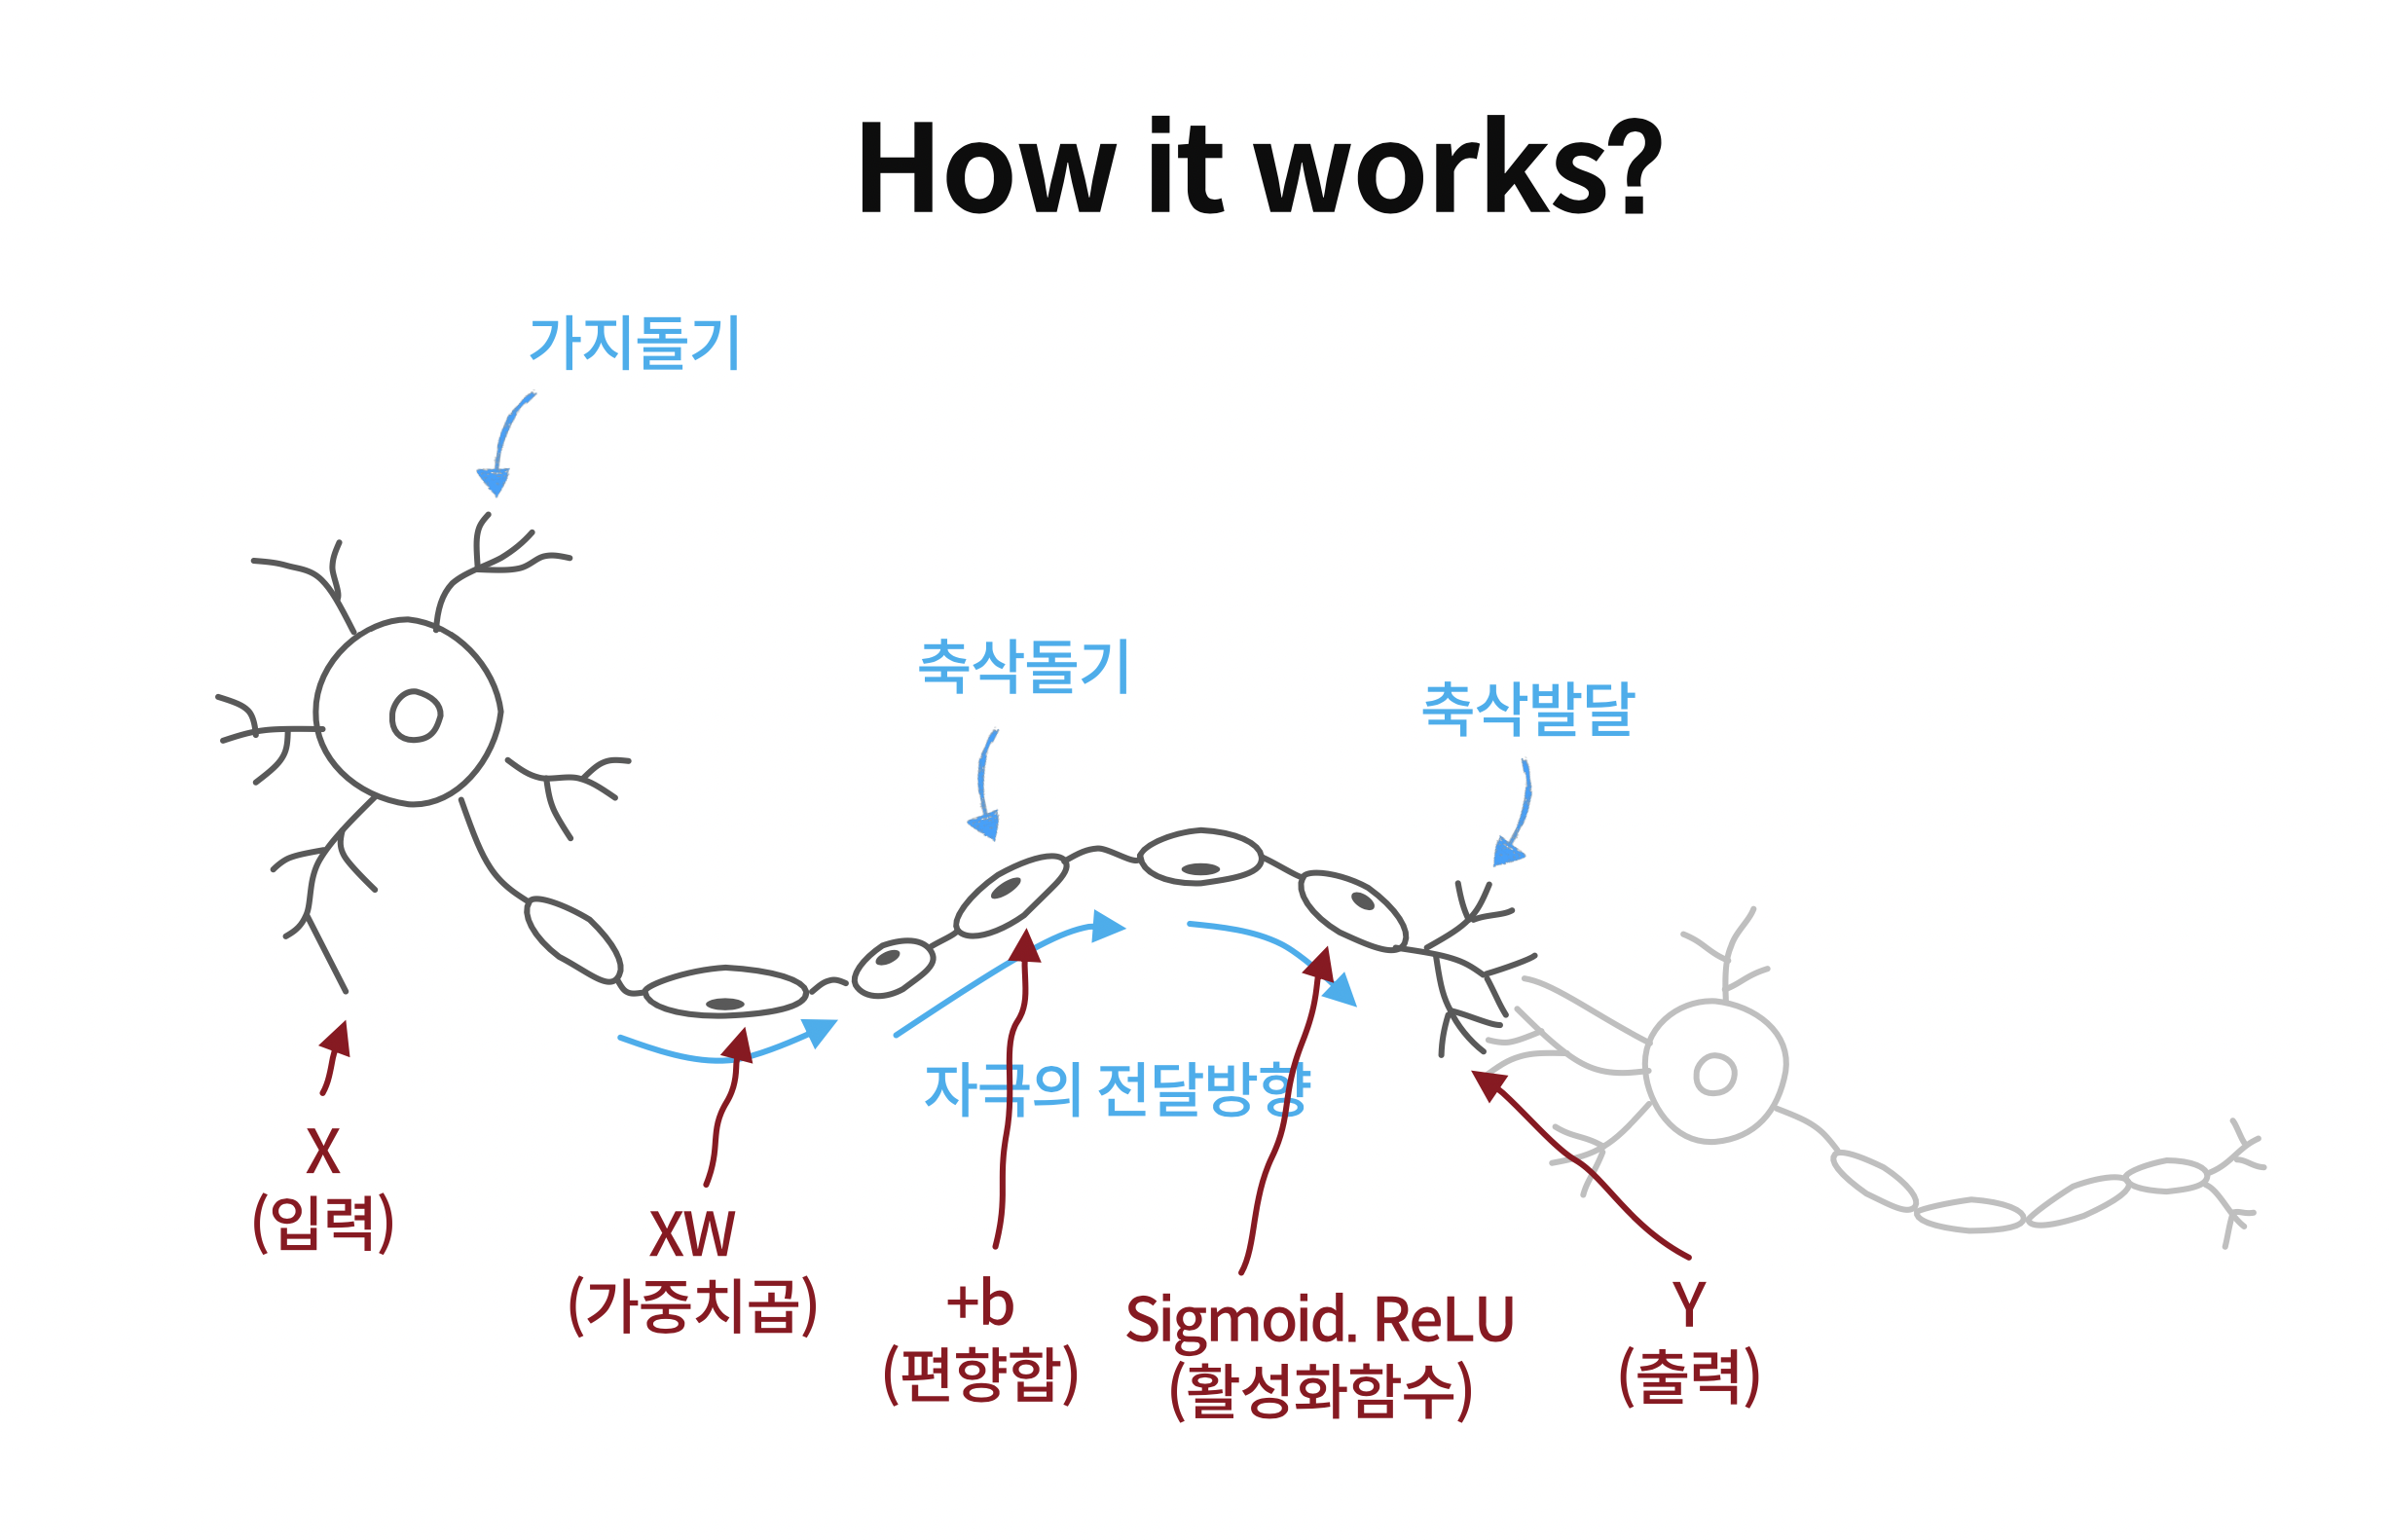 How it works?
가지돌기
축삭돌기
축삭발달
자극의 전달방향
X
(입력)
XW
(가중치곱)
+b
(편향합)
Sigmoid. ReLU
(활성화함수)
Y
(출력)